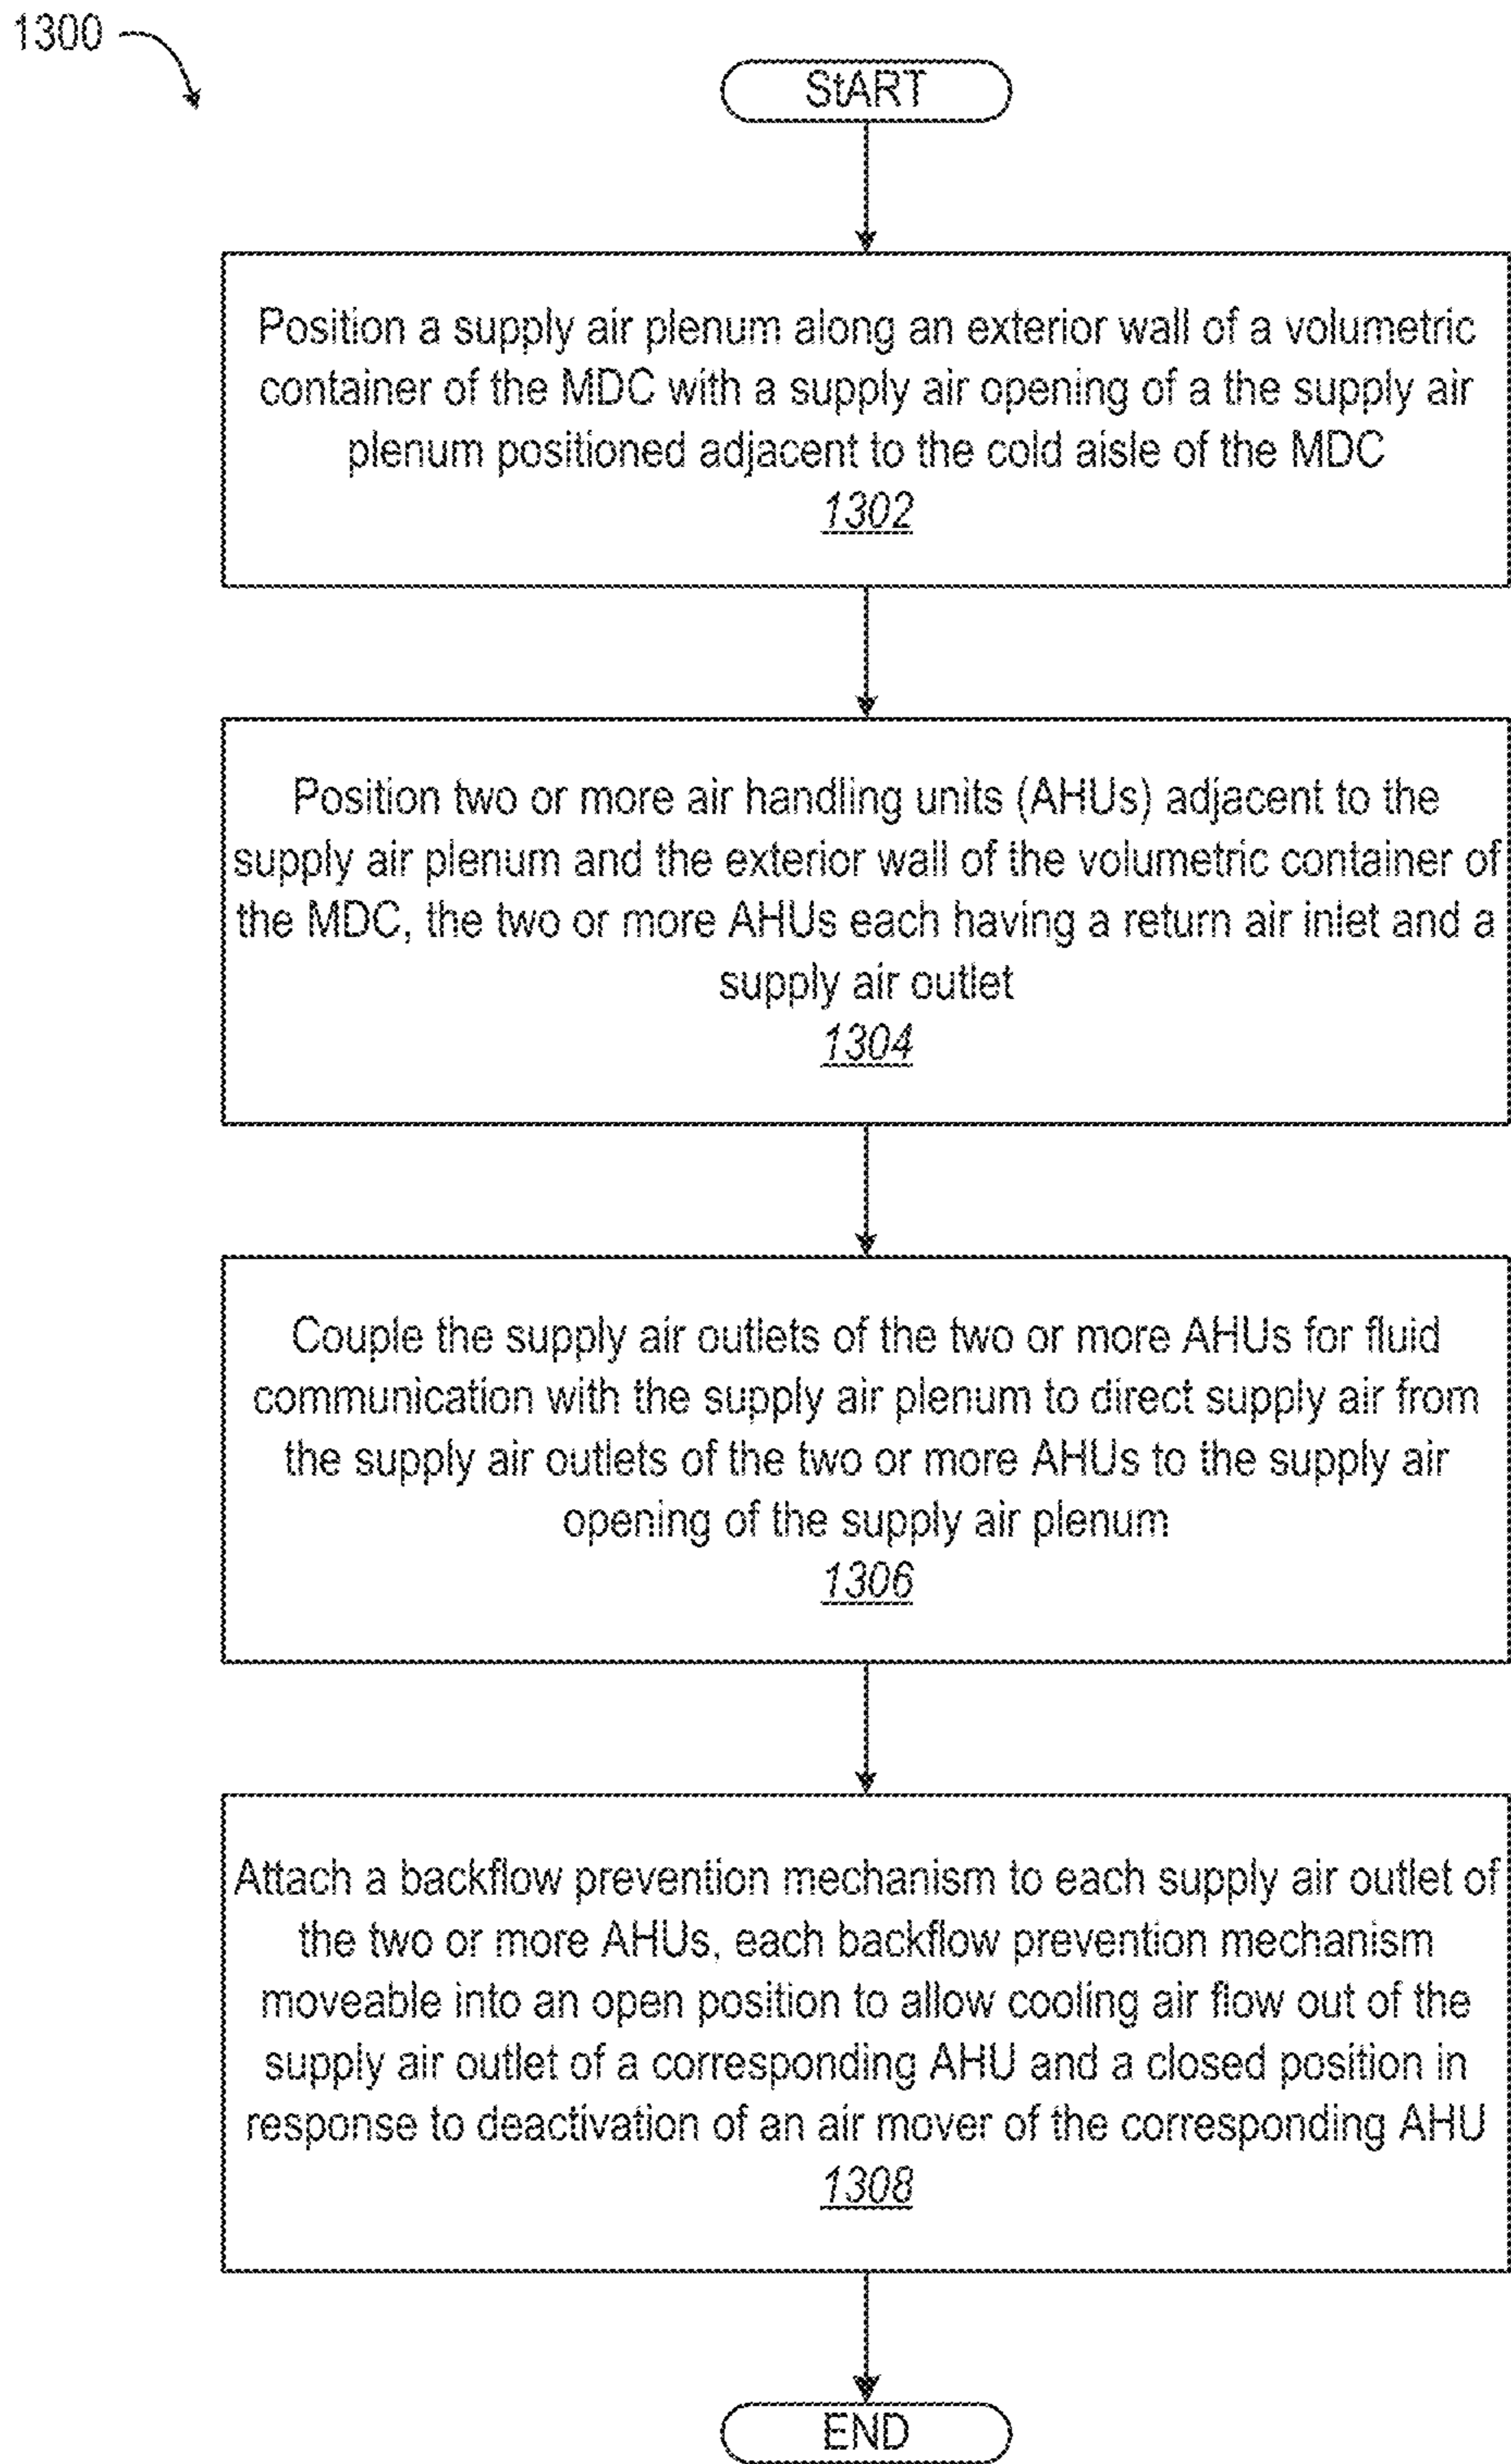 1300
StART
Position a supply air plenum along an exterior wall of a volumetric
container of the MDC with a supply air opening of a the supply air
plenum positioned adjacent to the cold aisle of the MDC
1302
Position two or more air handling units (AHUs) adjacent to the
supply air plenum and the exterior wall of the volumetric container of
the MDC, the two or more AHUs each having a return air inlet and a
supply air outlet
1304
Couple the supply air outlets of the two or more AHUs for fluid
communication with the supply air plenum to direct supply air from
the supply air outlets of the two or more AHUs to the supply air
opening of the supply air plenum
1306
Attach a backflow prevention mechanism to each supply air outlet of
the two or more AHUs, each backflow prevention mechanism
moveable into an open position to allow cooling air flow out of the
supply air outlet of a corresponding AHU and a closed position in
response to deactivation of an air mover of the corresponding AHU
1308
END